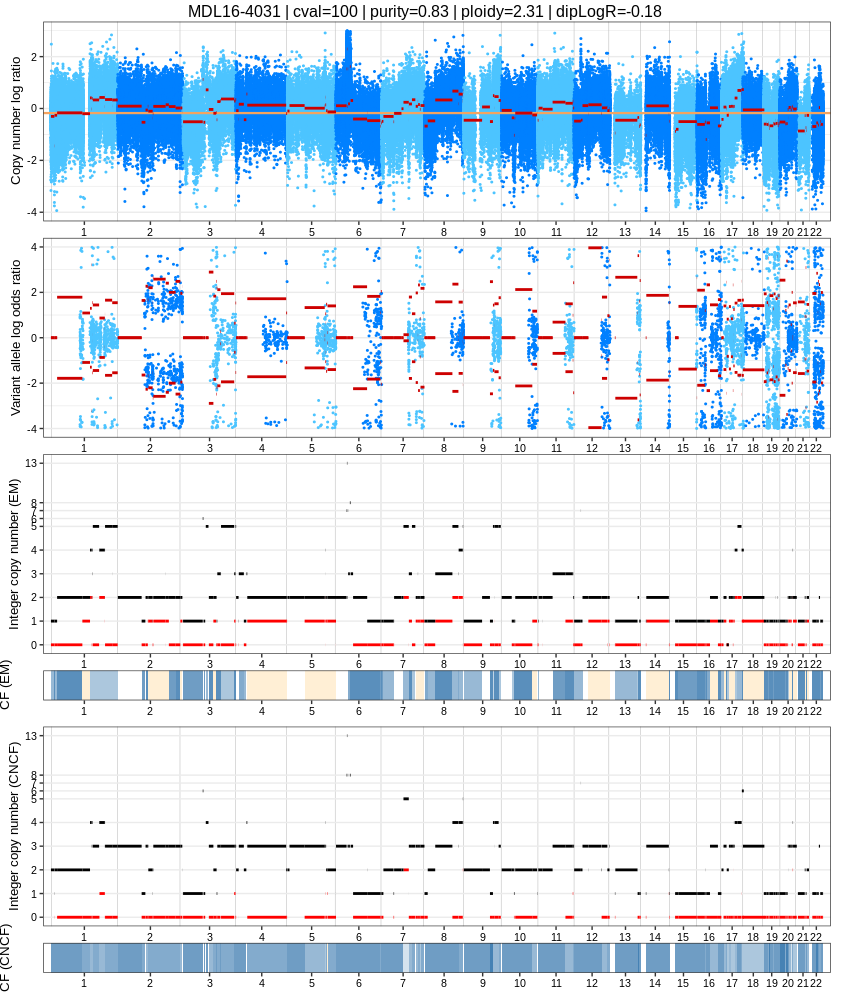 MDL16-4031 | cval=100 | purity=0.83 | ploidy=2.31 | dipLogR=-0.18
Copy number log ratio
2
0
-2
-4
1 2 3 4 5 6 7 8 9 10 11 12 13 14 15 16 17 18 19 20 21 22
Variant allele log odds ratio
4
2
0
-2
-4
1 2 3 4 5 6 7 8 9 10 11 12 13 14 15 16 17 18 19 20 21 22
Integer copy number (EM)
13
8
7
6
5
4
3
2
1
0
1 2 3 4 5 6 7 8 9 10 11 12 13 14 15 16 17 18 19 20 21 22
CF (EM)
1 2 3 4 5 6 7 8 9 10 11 12 13 14 15 16 17 18 19 20 21 22
Integer copy number (CNCF)
13
8
7
6
5
4
3
2
1
0
1 2 3 4 5 6 7 8 9 10 11 12 13 14 15 16 17 18 19 20 21 22
CF (CNCF)
1 2 3 4 5 6 7 8 9 10 11 12 13 14 15 16 17 18 19 20 21 22